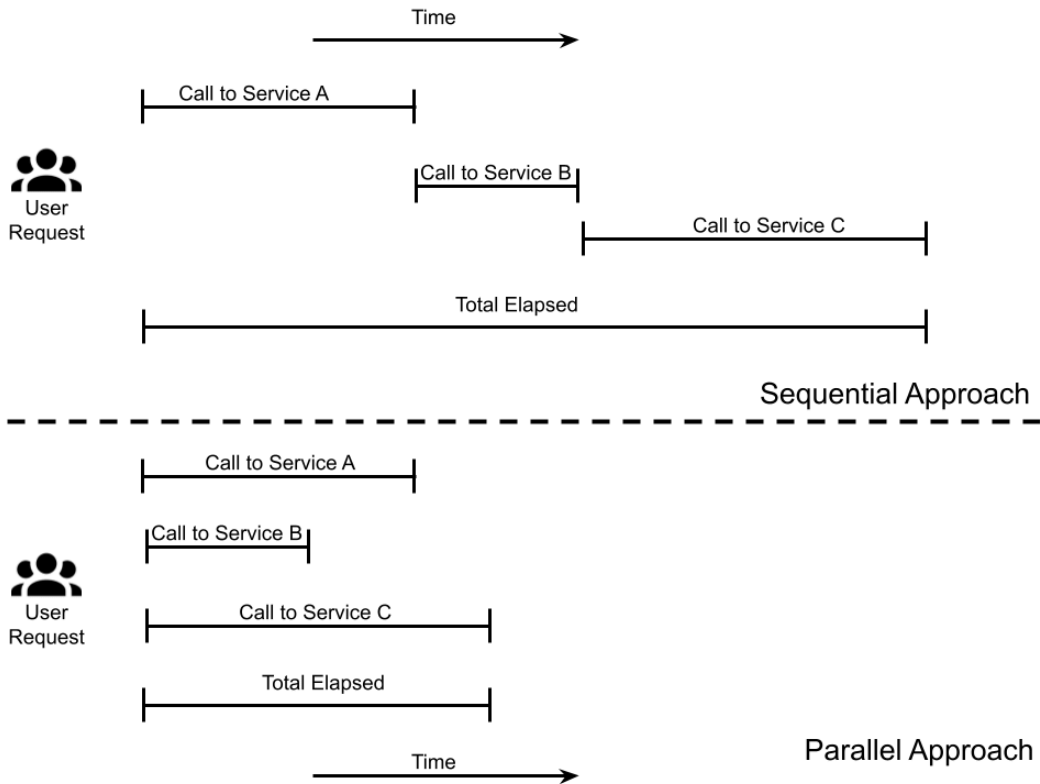 Time
Call to Service A
Call to Service B
User
Request
Call to Service C
Total Elapsed
Sequential Approach
Call to Service A
Call to Service B
User
Request
Call to Service C
Total Elapsed
Parallel Approach
Time